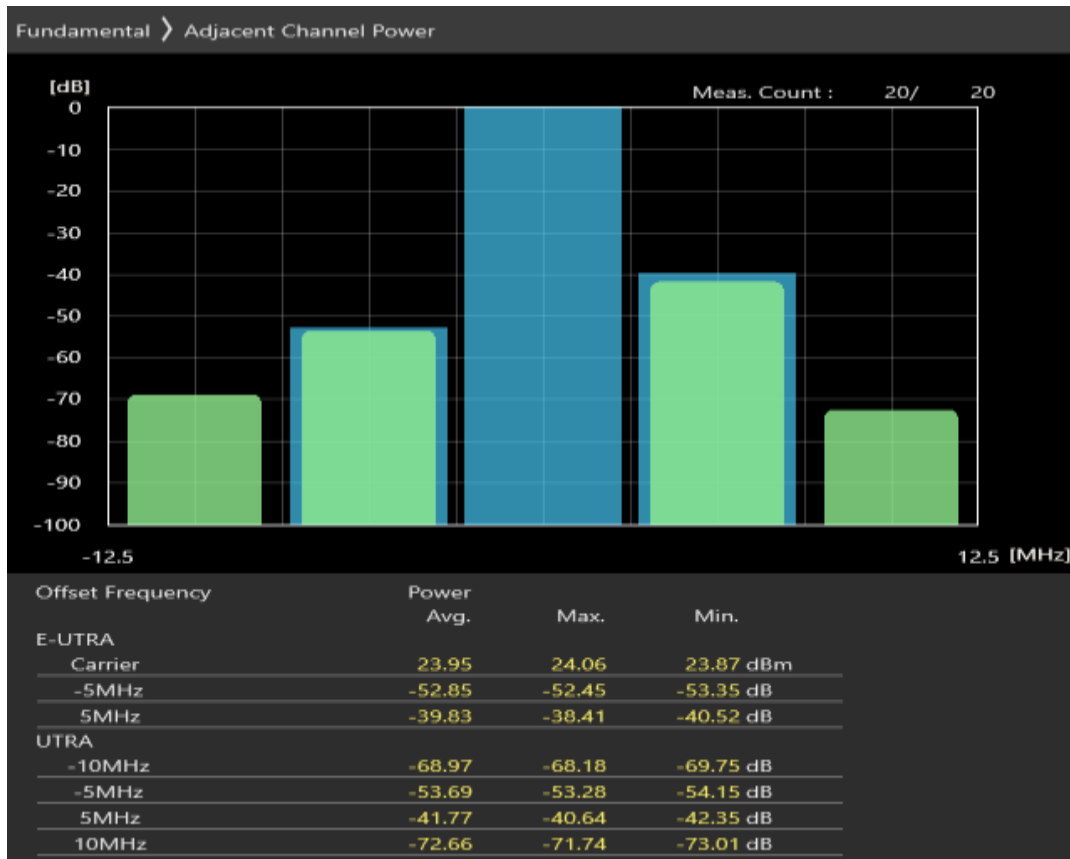 Fundamental ❯ Adjacent Channel Power
[dB]
Meas. Count : 20/ 20
0
-10
-20
-30
-40
-50
-60
-70
-80
-90
-100
-12.5 12.5 [MHz]
Offset Frequency Power
Avg. Max. Min.
E-UTRA
Carrier 23.95 24.06 23.87 dBm
-5MHz -52.85 -52.45 -53.35 dB
5MHz -39.83 -38.41 -40.52 dB
UTRA
-10MHz -68.97 -68.18 -69.75 dB
-5MHz -53.69 -53.28 -54.15 dB
5MHz -41.77 -40.64 -42.35 dB
10MHz -72.66 -71.74 -73.01 dB